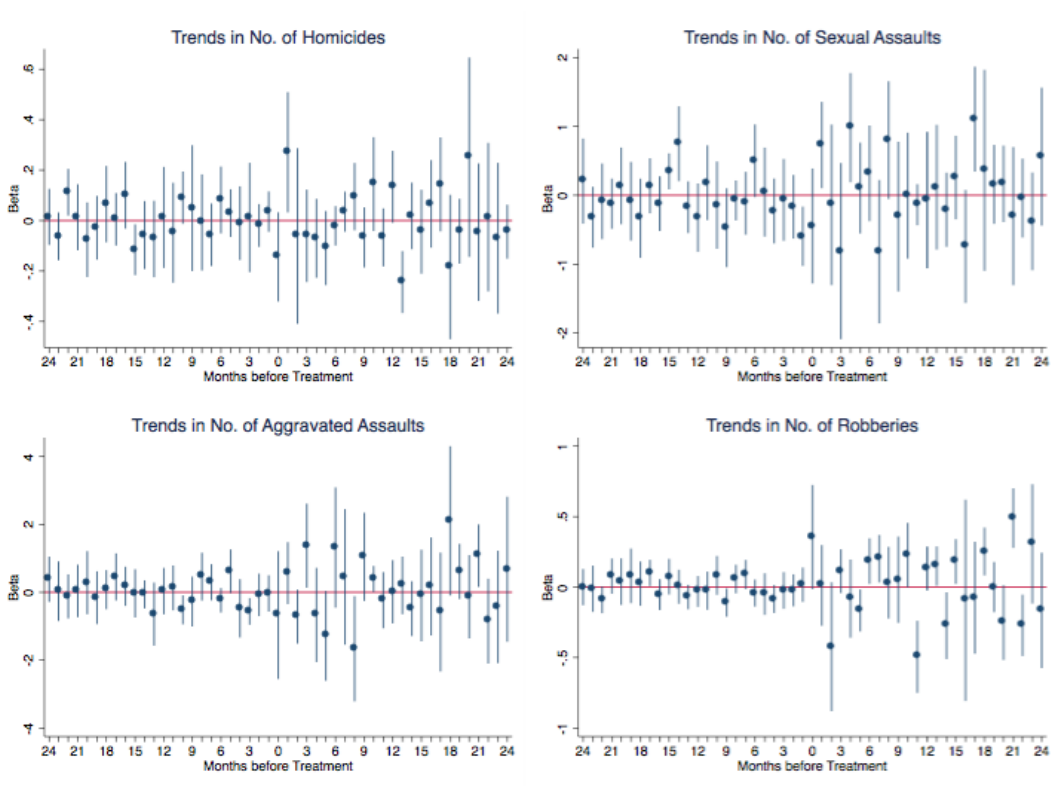 Trends in No. of Homicides
Beta
.6
.4
.2
0
-.2
-.4
24 21 18 15 12 9 6 3 0 3 6 9 12 15 18 21 24
Months before Treatment
Trends in No. of Sexual Assaults
Beta
2
1
0
-1
-2
24 21 18 15 12 9 6 3 0 3 6 9 12 15 18 21 24
Months before Treatment
Trends in No. of Aggravated Assaults
Beta
4
2
0
-2
-4
24 21 18 15 12 9 6 3 0 3 6 9 12 15 18 21 24
Months before Treatment
Trends in No. of Robberies
Beta
1
.5
0
-.5
-1
24 21 18 15 12 9 6 3 0 3 6 9 12 15 18 21 24
Months before Treatment